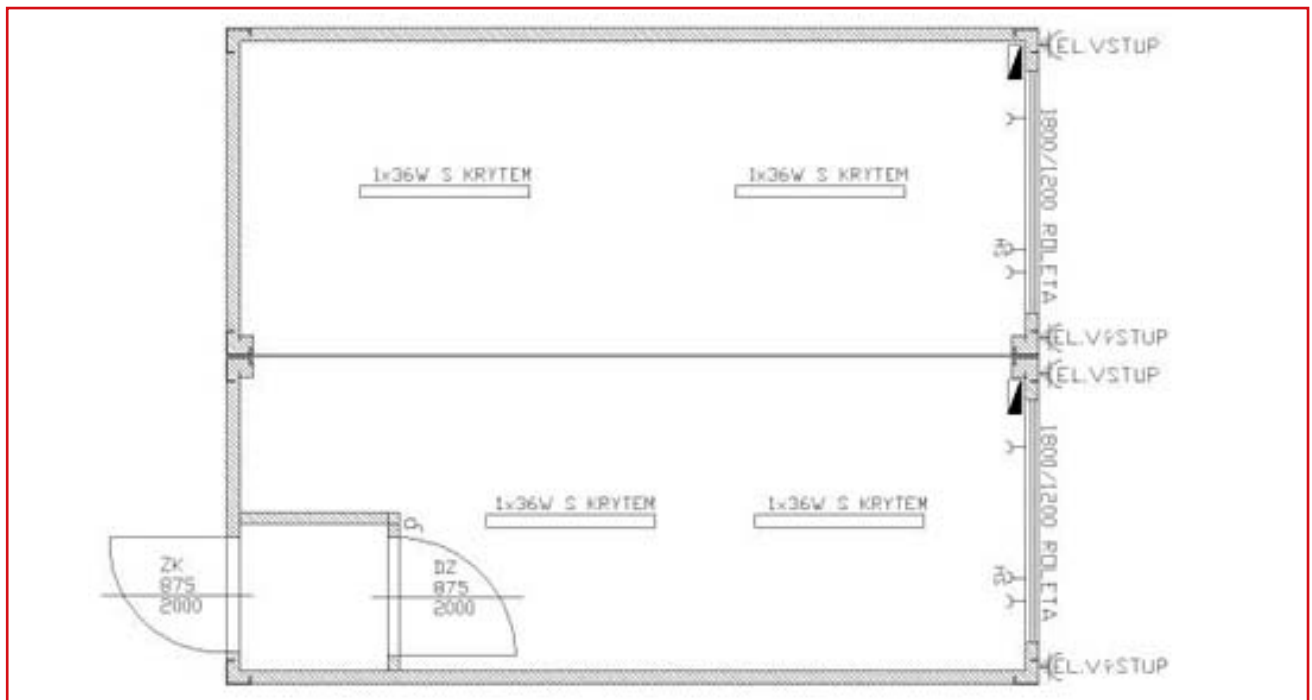 EL.VSTUP
1x36W S KRYTEM
1x36W S KRYTEM
1800/1200 ROLETA
EL.VÝSTUP
EL.VSTUP
1x36W S KRYTEM
1x36W S KRYTEM
1800/1200 ROLETA
ZK
875
2000
DZ
875
2000
EL.VÝSTUP